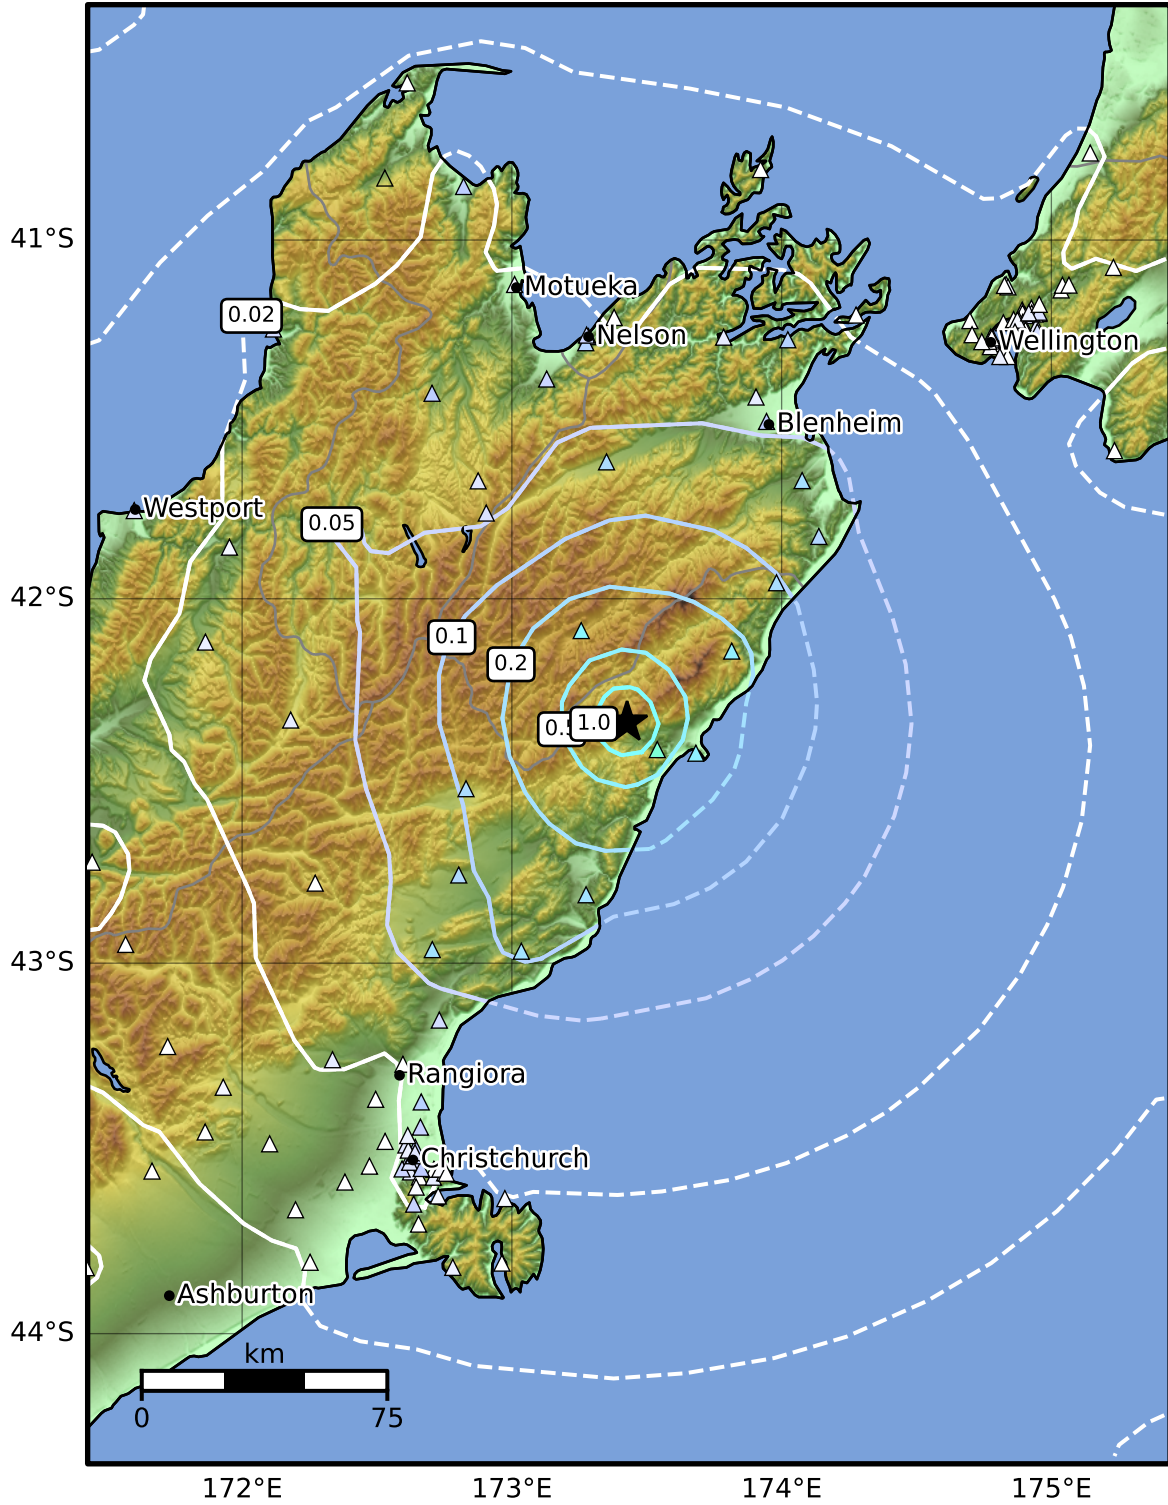 41°S
0.02
Motueka
Nelson
Wellington
Blenheim
Westport
0.05
42°S
0.1
0.2
1.0
43°S
Rangiora
Christchurch
Ashburton
44°S
km
0
75
172°E
173°E
174°E
175°E